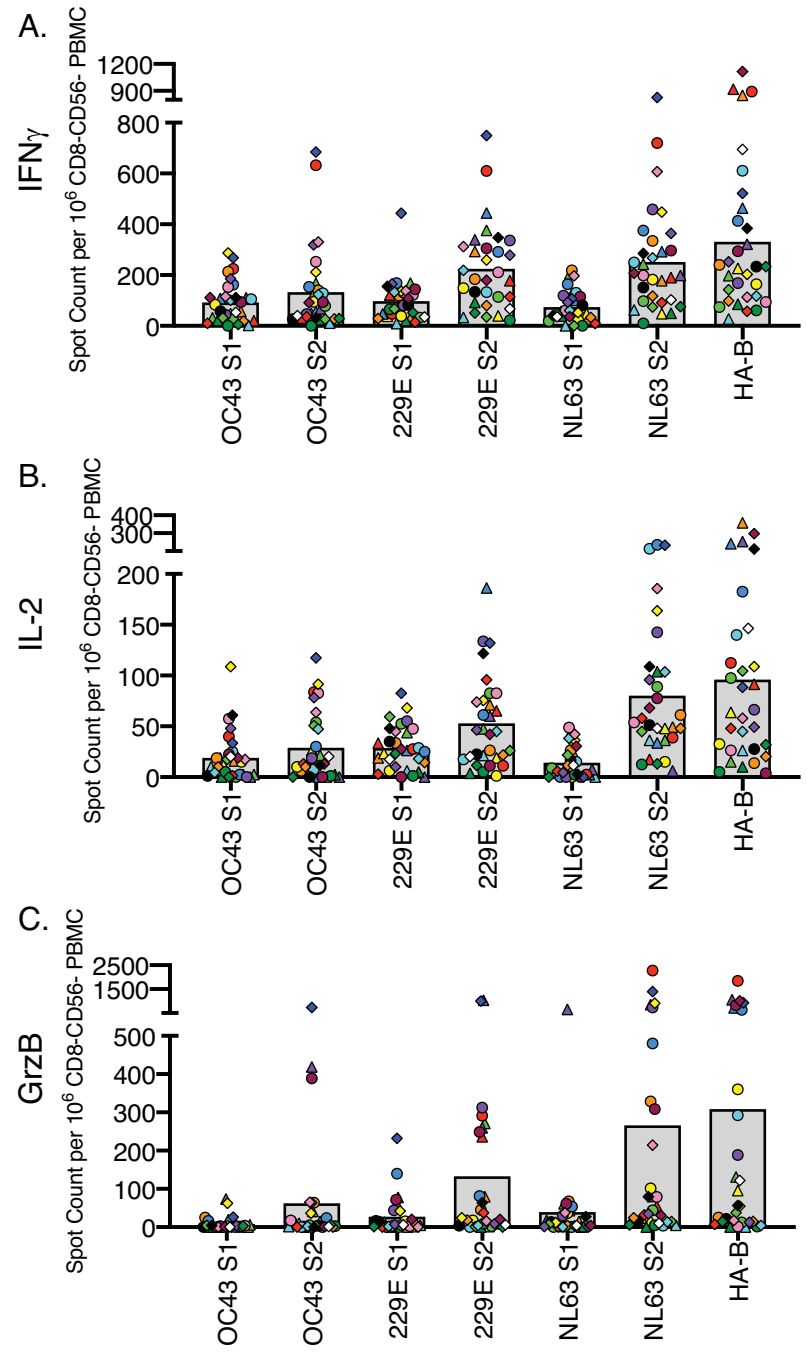 A.
IFNγ
Spot Count per 10⁶ CD8-CD56- PBMC
1200
900
800
600
400
200
0
OC43 S1
OC43 S2
229E S1
229E S2
NL63 S1
NL63 S2
HA-B
B.
IL-2
Spot Count per 10⁶ CD8-CD56- PBMC
400
300
200
150
100
50
0
OC43 S1
OC43 S2
229E S1
229E S2
NL63 S1
NL63 S2
HA-B
C.
GrzB
Spot Count per 10⁶ CD8-CD56- PBMC
2500
1500
500
400
300
200
100
0
OC43 S1
OC43 S2
229E S1
229E S2
NL63 S1
NL63 S2
HA-B